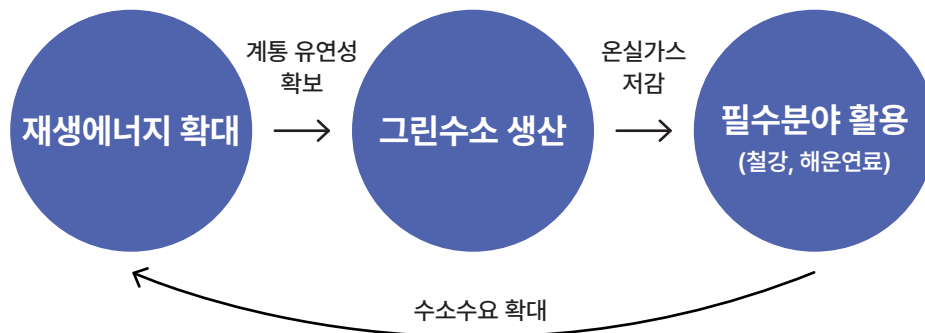 재생에너지 확대
계통 유연성
확보
그린수소 생산
온실가스
저감
필수분야 활용
(철강, 해운연료)
수소수요 확대